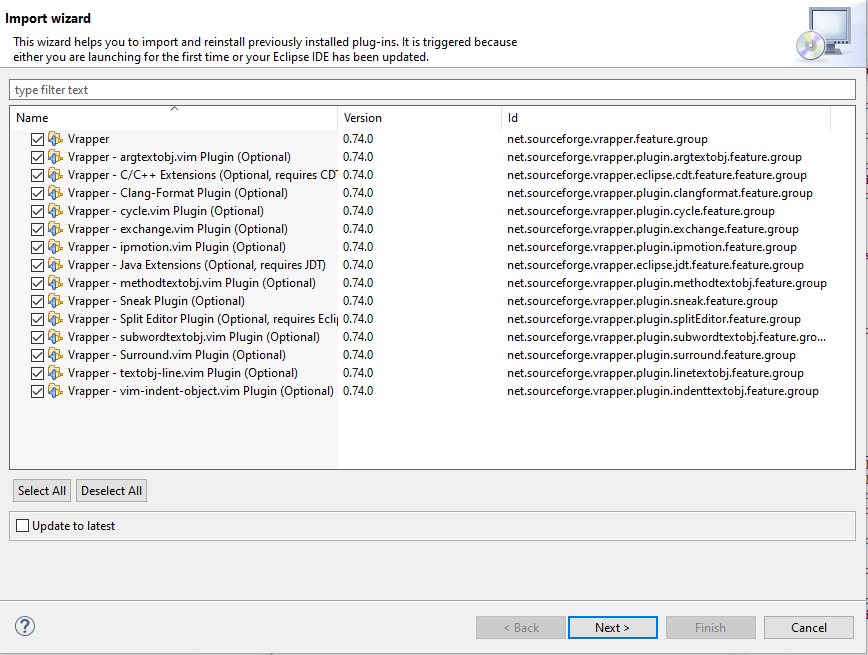 Import wizard
This wizard helps you to import and reinstall previously installed plug-ins. It is triggered because
either you are launching for the first time or your Eclipse IDE has been updated.
type filter text
Name Version Id
Vrapper 0.74.0 net.sourceforge.vrapper.feature.group
Vrapper - argtextobj.vim Plugin (Optional) 0.74.0 net.sourceforge.vrapper.plugin.argtextobj.feature.group
Vrapper - C/C++ Extensions (Optional, requires CDT 0.74.0 net.sourceforge.vrapper.eclipse.cdt.feature.feature.group
Vrapper - Clang-Format Plugin (Optional) 0.74.0 net.sourceforge.vrapper.plugin.clangformat.feature.group
Vrapper - cycle.vim Plugin (Optional) 0.74.0 net.sourceforge.vrapper.plugin.cycle.feature.group
Vrapper - exchange.vim Plugin (Optional) 0.74.0 net.sourceforge.vrapper.plugin.exchange.feature.group
Vrapper - ipmotion.vim Plugin (Optional) 0.74.0 net.sourceforge.vrapper.plugin.ipmotion.feature.group
Vrapper - Java Extensions (Optional, requires JDT) 0.74.0 net.sourceforge.vrapper.eclipse.jdt.feature.feature.group
Vrapper - methodtextobj.vim Plugin (Optional) 0.74.0 net.sourceforge.vrapper.plugin.methodtextobj.feature.group
Vrapper - Sneak Plugin (Optional) 0.74.0 net.sourceforge.vrapper.plugin.sneak.feature.group
Vrapper - Split Editor Plugin (Optional, requires Ecli 0.74.0 net.sourceforge.vrapper.plugin.splitEditor.feature.group
Vrapper - subwordtextobj.vim Plugin (Optional) 0.74.0 net.sourceforge.vrapper.plugin.subwordtextobj.feature.gro...
Vrapper - Surround.vim Plugin (Optional) 0.74.0 net.sourceforge.vrapper.plugin.surround.feature.group
Vrapper - textobj-line.vim Plugin (Optional) 0.74.0 net.sourceforge.vrapper.plugin.linetextobj.feature.group
Vrapper - vim-indent-object.vim Plugin (Optional) 0.74.0 net.sourceforge.vrapper.plugin.indenttextobj.feature.group
Select All Deselect All
Update to latest
? < Back Next > Finish Cancel